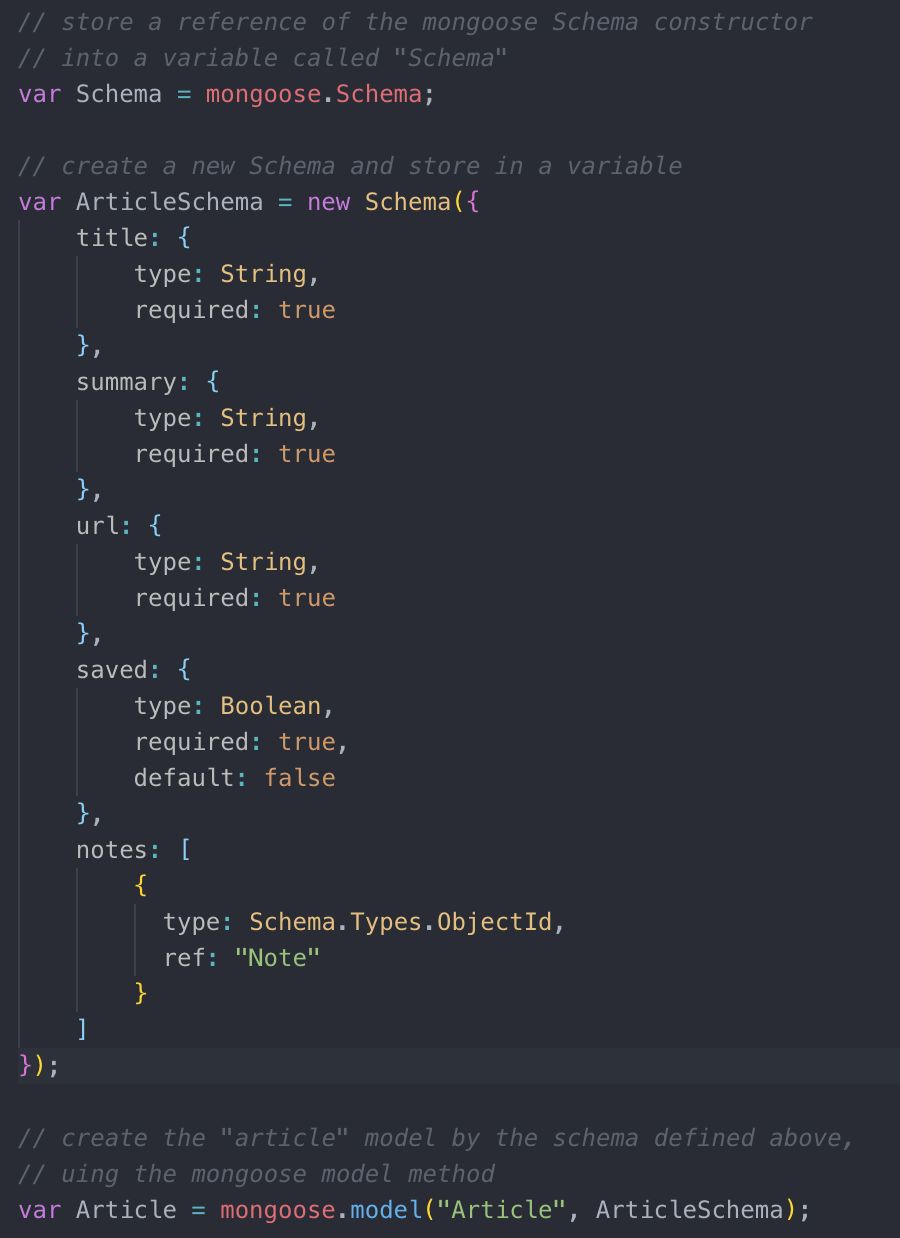 // store a reference of the mongoose Schema constructor
// into a variable called "Schema"
var Schema = mongoose.Schema;

// create a new Schema and store in a variable
var ArticleSchema = new Schema({
    title: {
        type: String,
        required: true
    },
    summary: {
        type: String,
        required: true
    },
    url: {
        type: String,
        required: true
    },
    saved: {
        type: Boolean,
        required: true,
        default: false
    },
    notes: [
        {
          type: Schema.Types.ObjectId,
          ref: "Note"
        }
    ]
});

// create the "article" model by the schema defined above,
// uing the mongoose model method
var Article = mongoose.model("Article", ArticleSchema);